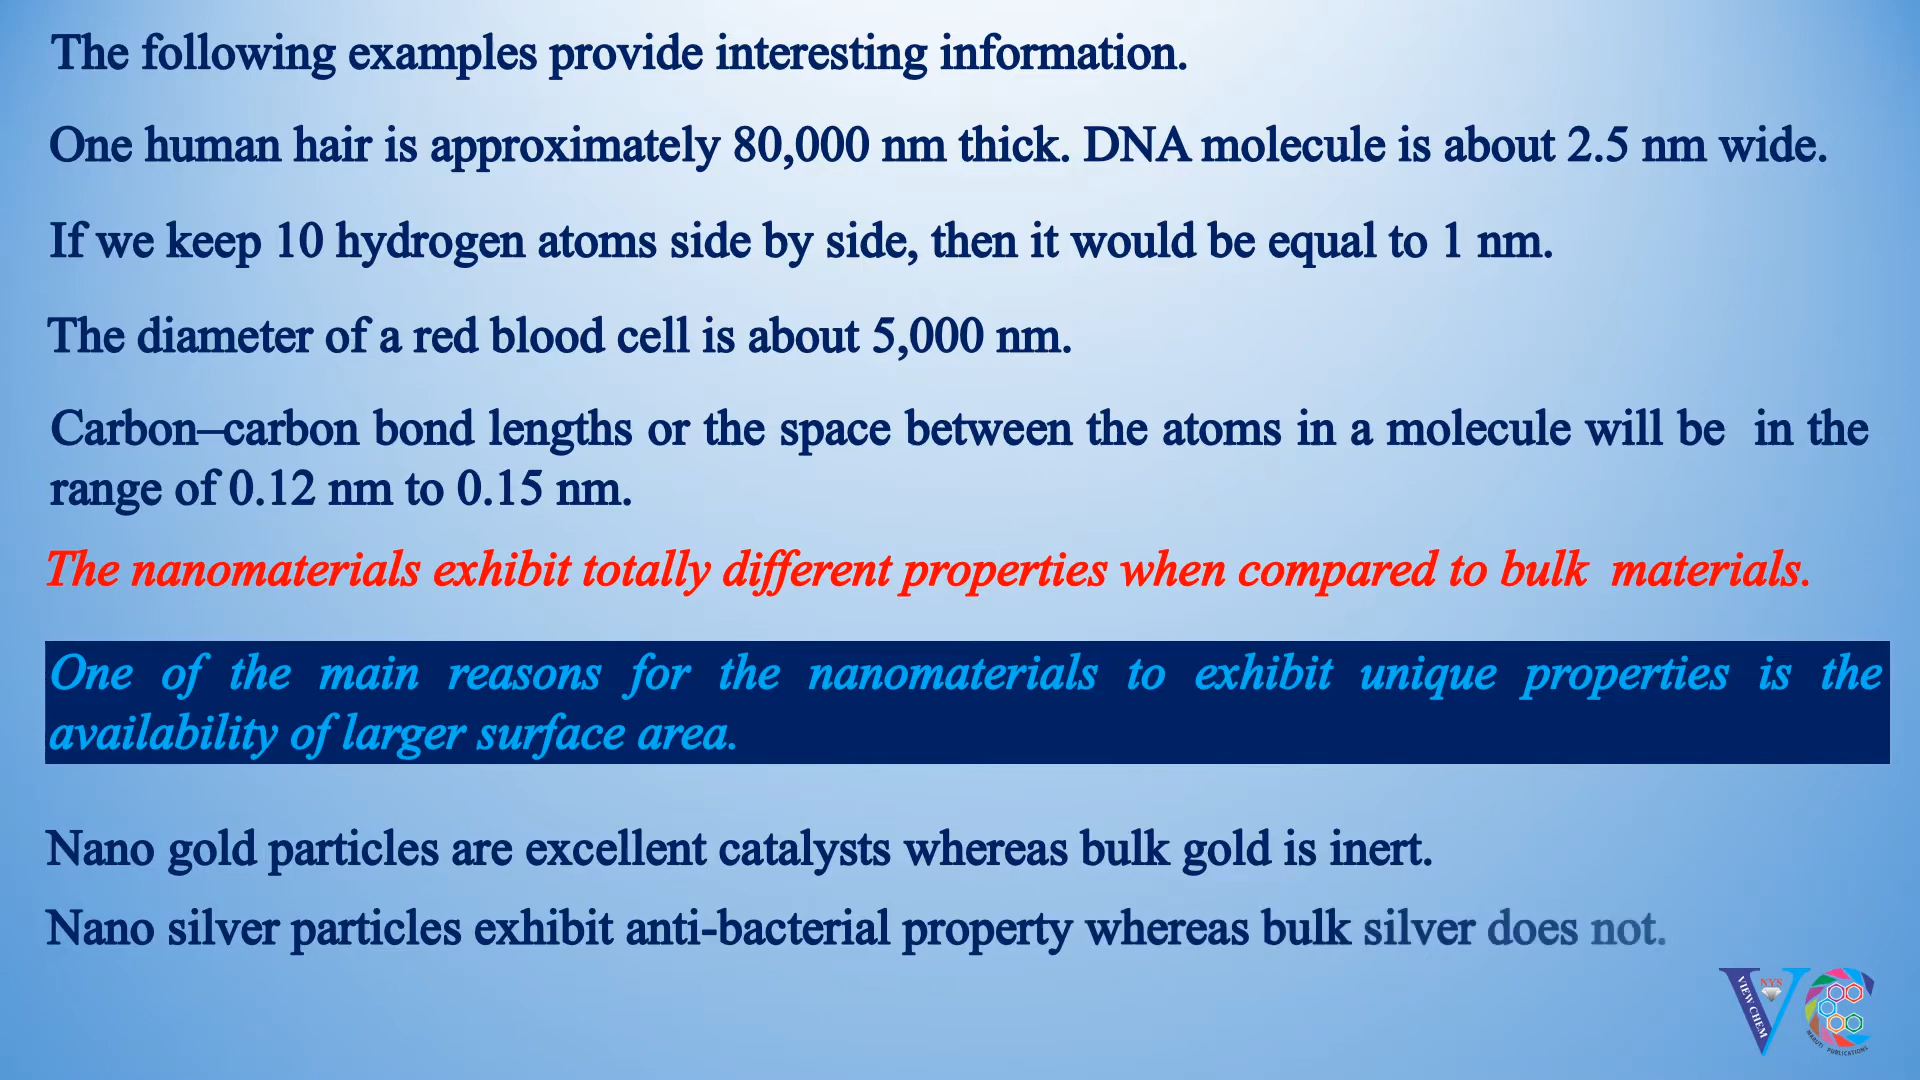 The following examples provide interesting information.
One human hair is approximately 80,000 nm thick. DNA molecule is about 2.5 nm wide.
If we keep 10 hydrogen atoms side by side, then it would be equal to 1 nm.
The diameter of a red blood cell is about 5,000 nm.
Carbon–carbon bond lengths or the space between the atoms in a molecule will be in the
range of 0.12 nm to 0.15 nm.
The nanomaterials exhibit totally different properties when compared to bulk materials.
One of the main reasons for the nanomaterials to exhibit unique properties is the
availability of larger surface area.
Nano gold particles are excellent catalysts whereas bulk gold is inert.
Nano silver particles exhibit anti-bacterial property whereas bulk silver does not.
VIEW CHEM
NYS
VC
MARUTI PUBLICATIONS